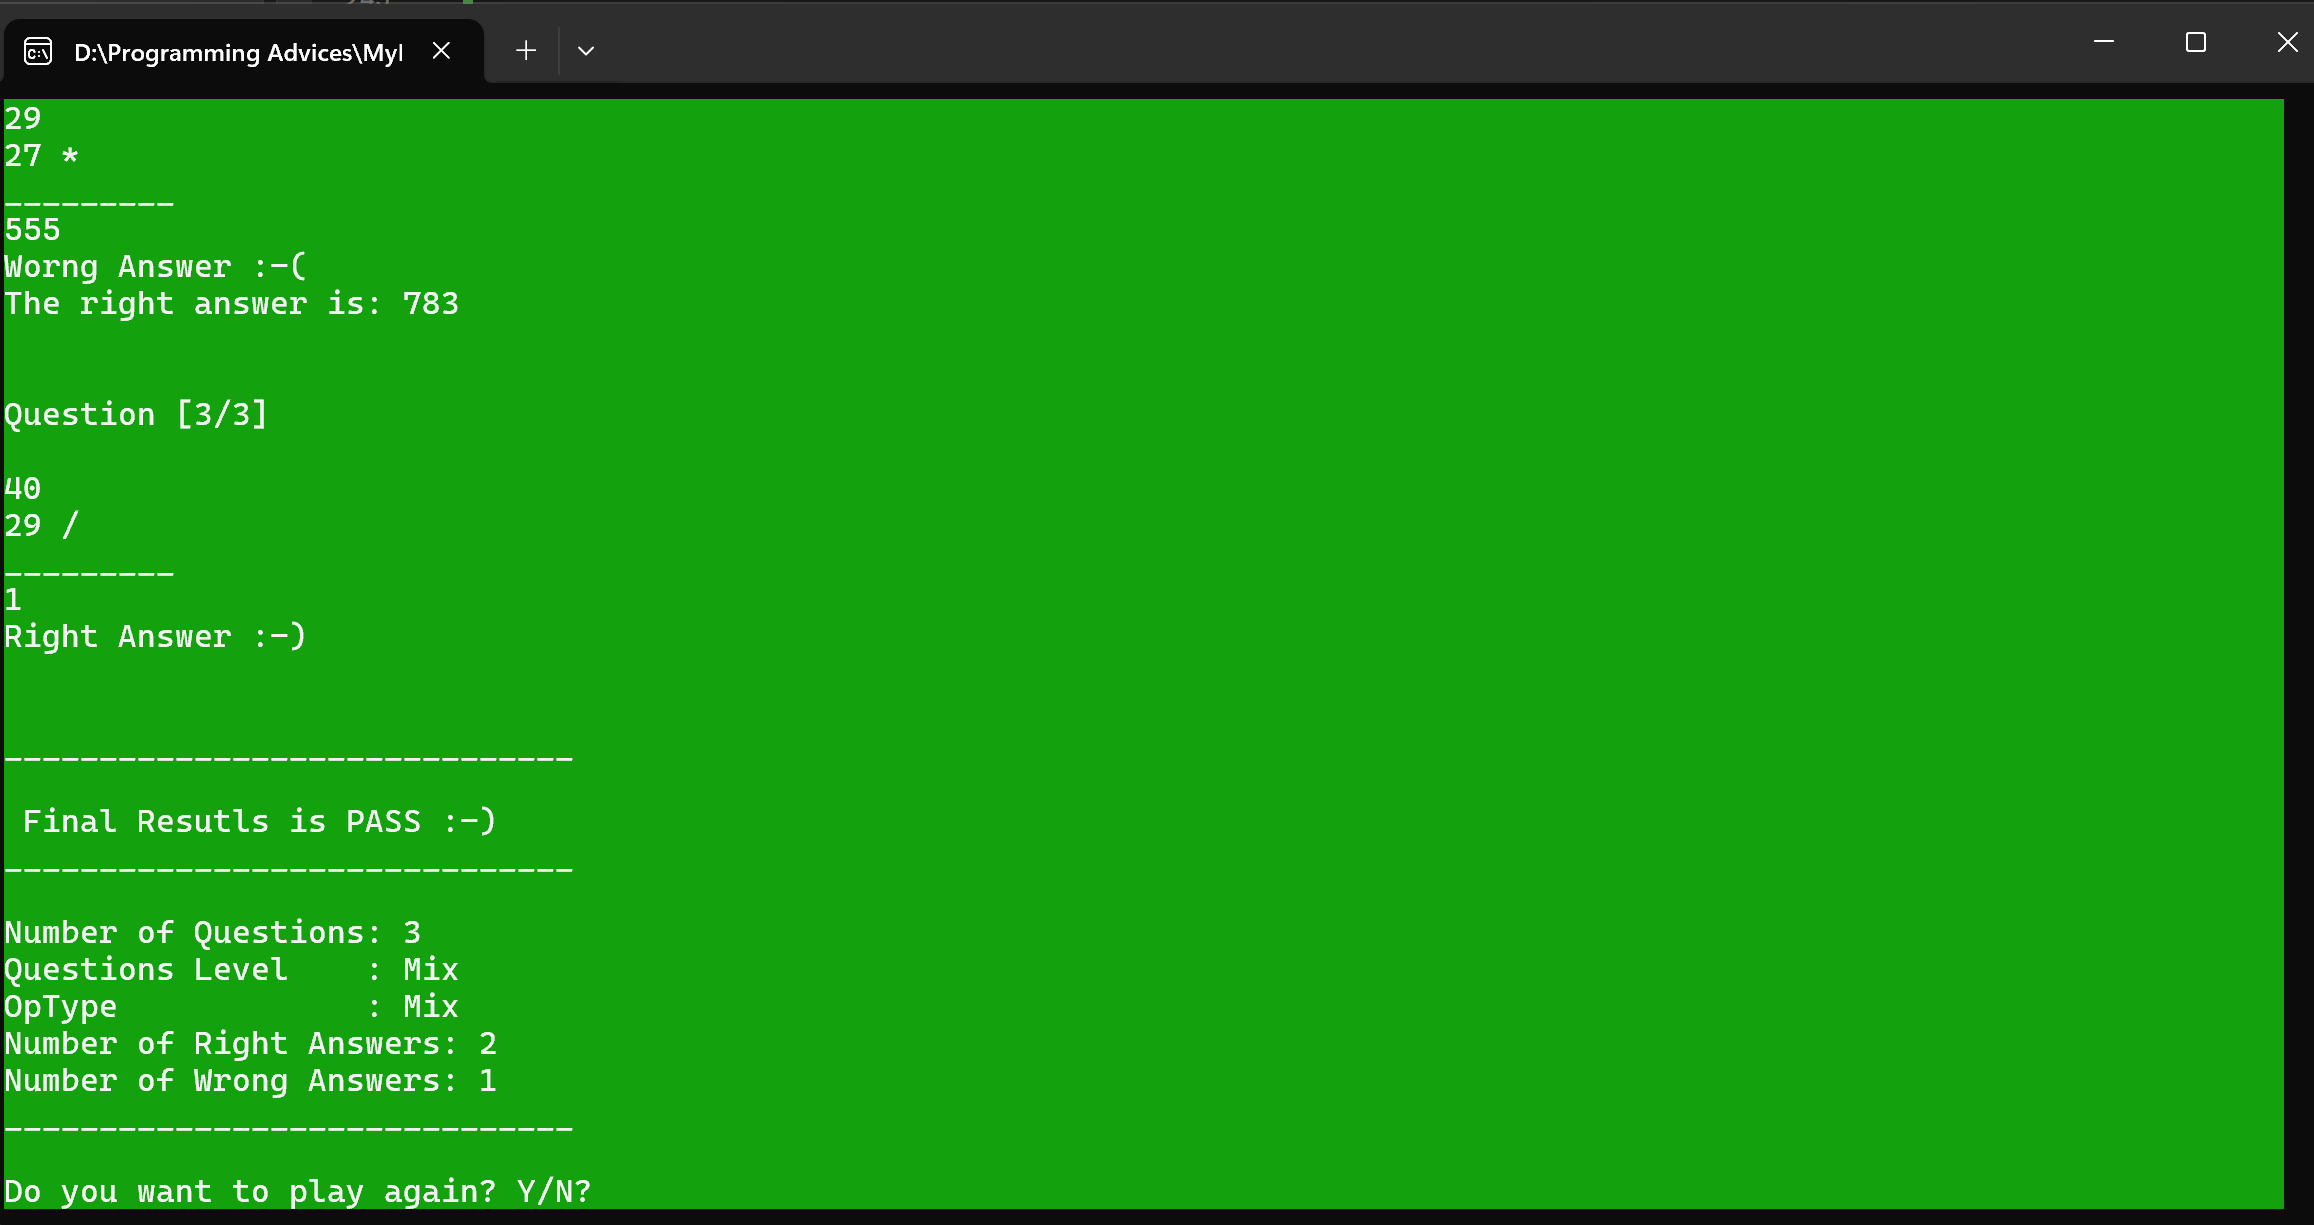 D:\Programming Advices\Myl
29
27 *
_________
555
Worng Answer :-(
The right answer is: 783
Question [3/3]
40
29 /
_________
1
Right Answer :-)
______________________________
Final Resutls is PASS :-)
______________________________
Number of Questions: 3
Questions Level    : Mix
OpType             : Mix
Number of Right Answers: 2
Number of Wrong Answers: 1
______________________________
Do you want to play again? Y/N?